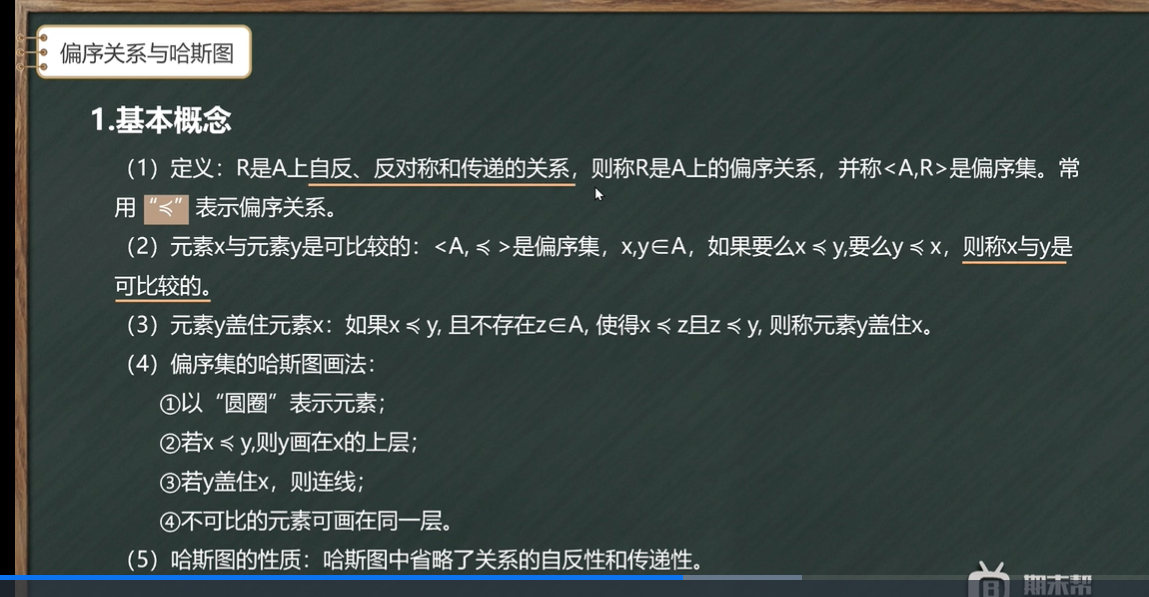 偏序关系与哈斯图
1.基本概念
（1）定义：R是A上自反、反对称和传递的关系，则称R是A上的偏序关系，并称<A,R>是偏序集。常
用 “≼” 表示偏序关系。
（2）元素x与元素y是可比较的：<A, ≼ >是偏序集，x,y∈A，如果要么x ≼ y,要么y ≼ x，则称x与y是
可比较的。
（3）元素y盖住元素x：如果x ≼ y, 且不存在z∈A, 使得x ≼ z且z ≼ y, 则称元素y盖住x。
（4）偏序集的哈斯图画法：
①以“圆圈”表示元素；
②若x ≼ y,则y画在x的上层；
③若y盖住x，则连线；
④不可比的元素可画在同一层。
（5）哈斯图的性质：哈斯图中省略了关系的自反性和传递性。
期末帮